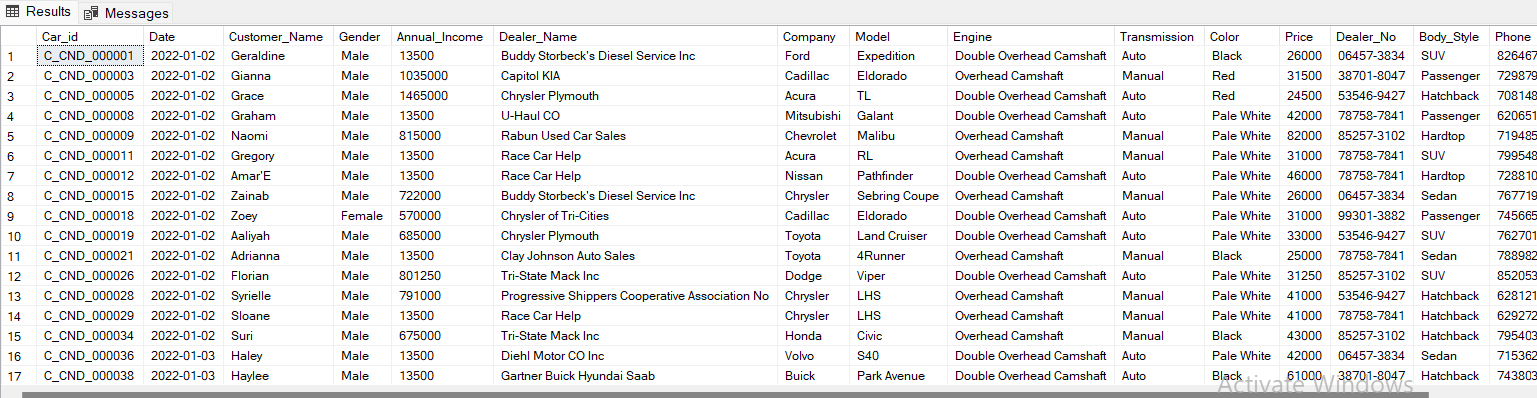 Results Messages
Car_id Date Customer_Name Gender Annual_Income Dealer_Name Company Model Engine Transmission Color Price Dealer_No Body_Style Phone
1 C_CND_000001 2022-01-02 Geraldine Male 13500 Buddy Storbeck's Diesel Service Inc Ford Expedition Double Overhead Camshaft Auto Black 26000 06457-3834 SUV 826467
2 C_CND_000003 2022-01-02 Gianna Male 1035000 Capitol KIA Cadillac Eldorado Overhead Camshaft Manual Red 31500 38701-8047 Passenger 729879
3 C_CND_000005 2022-01-02 Grace Male 1465000 Chrysler Plymouth Acura TL Double Overhead Camshaft Auto Red 24500 53546-9427 Hatchback 708148
4 C_CND_000008 2022-01-02 Graham Male 13500 U-Haul CO Mitsubishi Galant Double Overhead Camshaft Auto Pale White 42000 78758-7841 Passenger 620651
5 C_CND_000009 2022-01-02 Naomi Male 815000 Rabun Used Car Sales Chevrolet Malibu Overhead Camshaft Manual Pale White 82000 85257-3102 Hardtop 719485
6 C_CND_000011 2022-01-02 Gregory Male 13500 Race Car Help Acura RL Overhead Camshaft Manual Pale White 31000 78758-7841 SUV 799548
7 C_CND_000012 2022-01-02 Amar'E Male 13500 Race Car Help Nissan Pathfinder Double Overhead Camshaft Auto Pale White 46000 78758-7841 Hardtop 728810
8 C_CND_000015 2022-01-02 Zainab Male 722000 Buddy Storbeck's Diesel Service Inc Chrysler Sebring Coupe Overhead Camshaft Manual Pale White 26000 06457-3834 Sedan 767719
9 C_CND_000018 2022-01-02 Zoey Female 570000 Chrysler of Tri-Cities Cadillac Eldorado Double Overhead Camshaft Auto Pale White 31000 99301-3882 Passenger 745665
10 C_CND_000019 2022-01-02 Aaliyah Male 685000 Chrysler Plymouth Toyota Land Cruiser Double Overhead Camshaft Auto Pale White 33000 53546-9427 SUV 762701
11 C_CND_000021 2022-01-02 Adrianna Male 13500 Clay Johnson Auto Sales Toyota 4Runner Overhead Camshaft Manual Black 25000 78758-7841 Sedan 788982
12 C_CND_000026 2022-01-02 Florian Male 801250 Tri-State Mack Inc Dodge Viper Double Overhead Camshaft Auto Pale White 31250 85257-3102 SUV 852053
13 C_CND_000028 2022-01-02 Syrielle Male 791000 Progressive Shippers Cooperative Association No Chrysler LHS Overhead Camshaft Manual Pale White 41000 53546-9427 Hatchback 628121
14 C_CND_000029 2022-01-02 Sloane Male 13500 Race Car Help Chrysler LHS Overhead Camshaft Manual Pale White 41000 78758-7841 Hatchback 629272
15 C_CND_000034 2022-01-02 Suri Male 675000 Tri-State Mack Inc Honda Civic Overhead Camshaft Manual Black 43000 85257-3102 Hatchback 795403
16 C_CND_000036 2022-01-03 Haley Male 13500 Diehl Motor CO Inc Volvo S40 Double Overhead Camshaft Auto Pale White 42000 06457-3834 Sedan 715362
17 C_CND_000038 2022-01-03 Haylee Male 13500 Gartner Buick Hyundai Saab Buick Park Avenue Double Overhead Camshaft Auto Black 61000 38701-8047 Hatchback 743803
Activate Windows